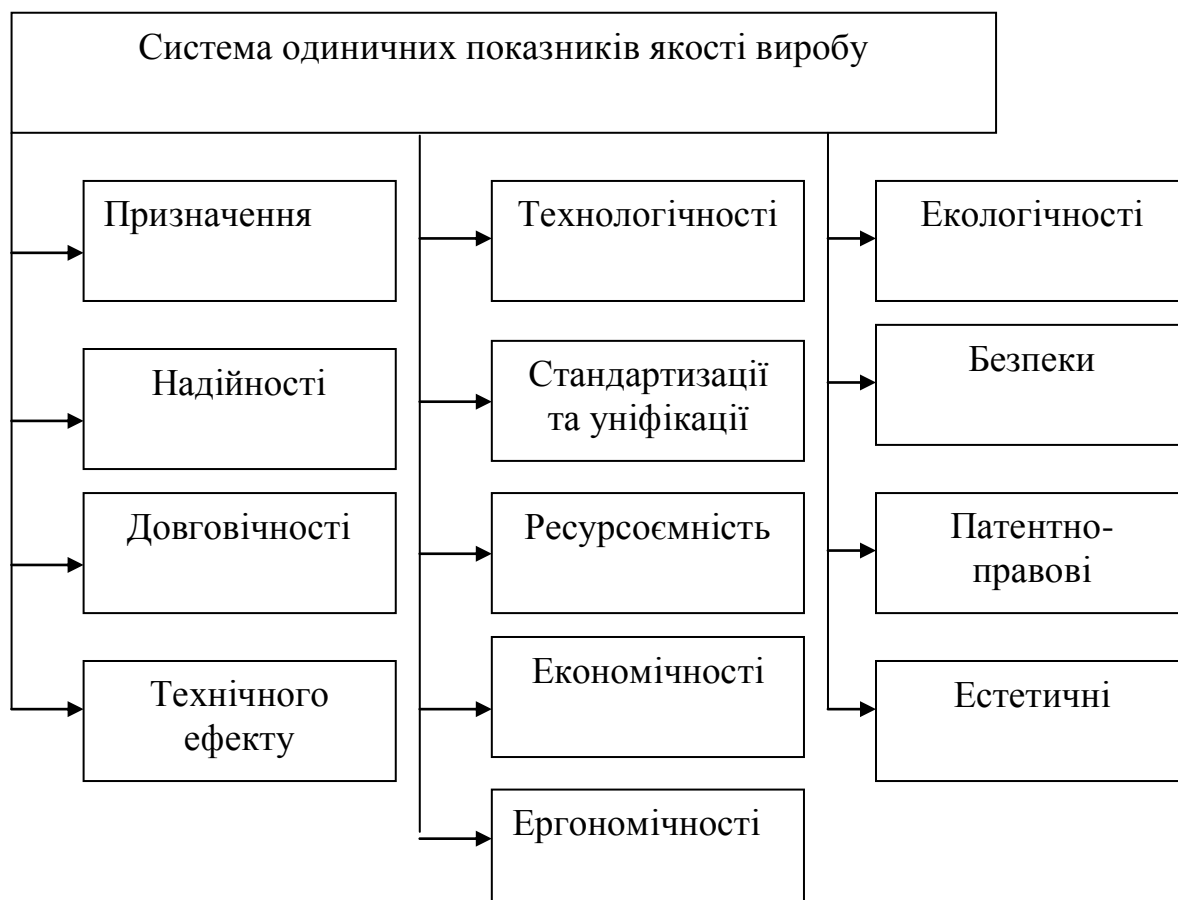 Система одиничних показників якості виробу
Призначення
Надійності
Довговічності
Технічного
ефекту
Технологічності
Стандартизації
та уніфікації
Ресурсоємність
Економічності
Ергономічності
Екологічності
Безпеки
Патентно-
правові
Естетичні